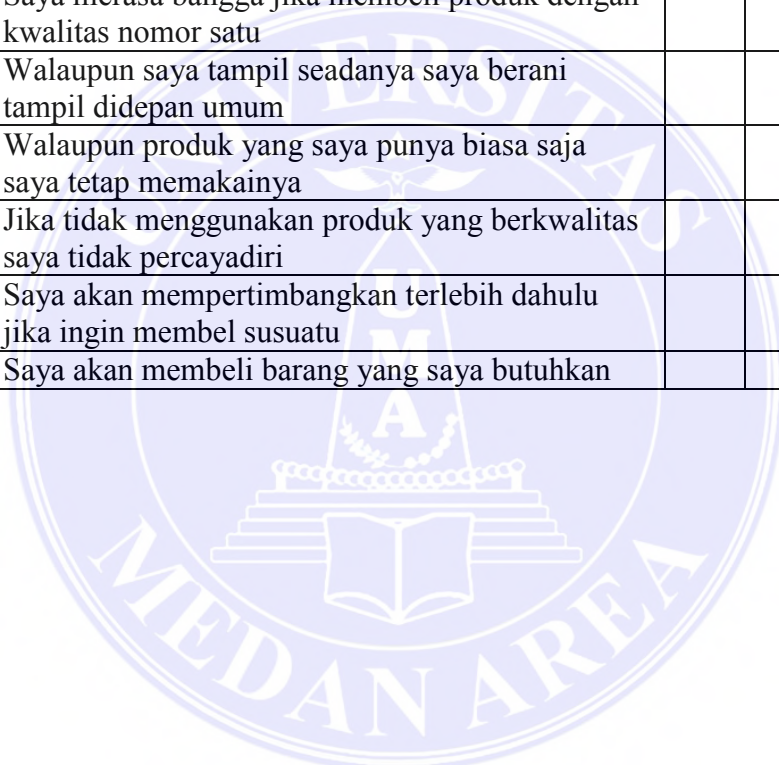 Saya merasa bangga jika membeli produk dengan
kwalitas nomor satu
Walaupun saya tampil seadanya saya berani
tampil didepan umum
Walaupun produk yang saya punya biasa saja
saya tetap memakainya
Jika tidak menggunakan produk yang berkwalitas
saya tidak percayadiri
Saya akan mempertimbangkan terlebih dahulu
jika ingin membel susuatu
Saya akan membeli barang yang saya butuhkan
UNIVERSITAS
U
M
A
MEDAN AREA